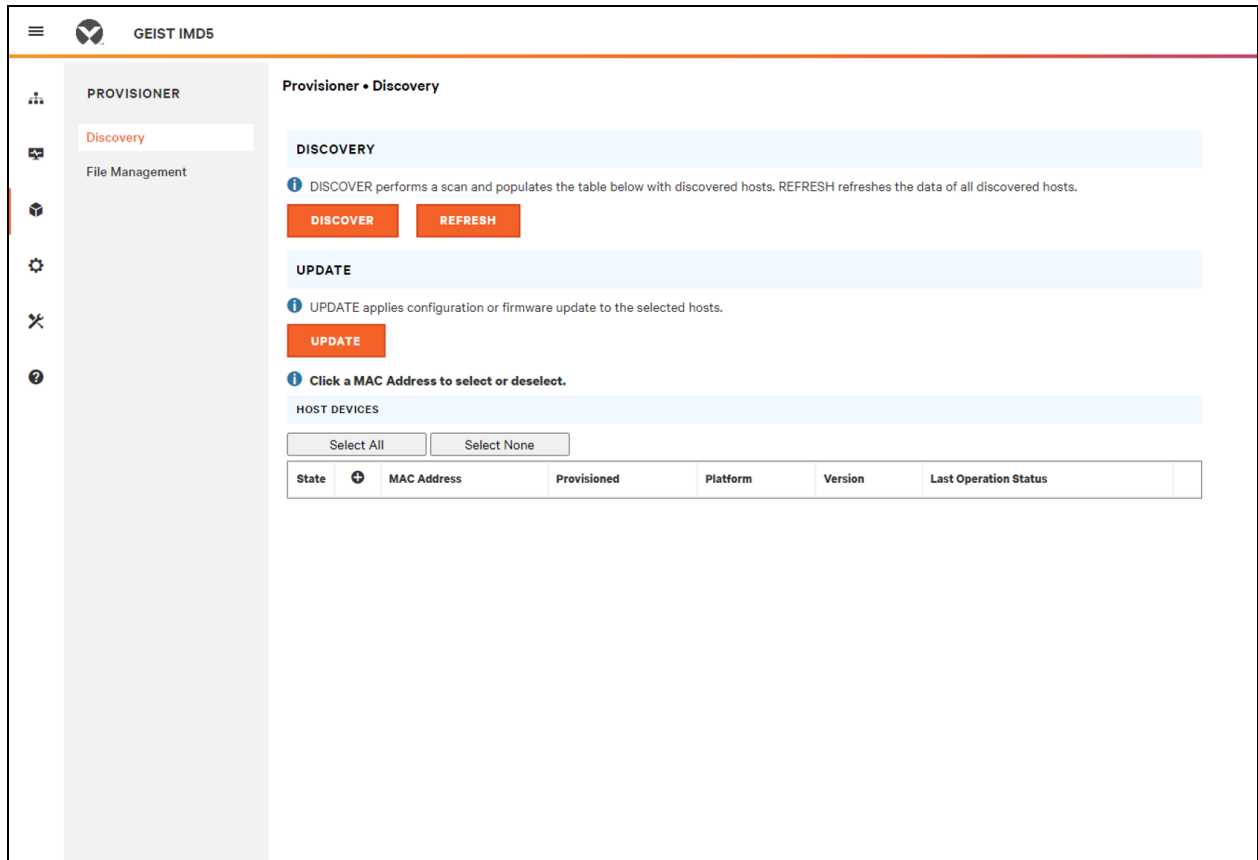 GEIST IMD5
PROVISIONER
Discovery
File Management
Provisioner • Discovery
DISCOVERY
DISCOVER performs a scan and populates the table below with discovered hosts. REFRESH refreshes the data of all discovered hosts.
DISCOVER REFRESH
UPDATE
UPDATE applies configuration or firmware update to the selected hosts.
UPDATE
Click a MAC Address to select or deselect.
HOST DEVICES
Select All Select None
State MAC Address Provisioned Platform Version Last Operation Status